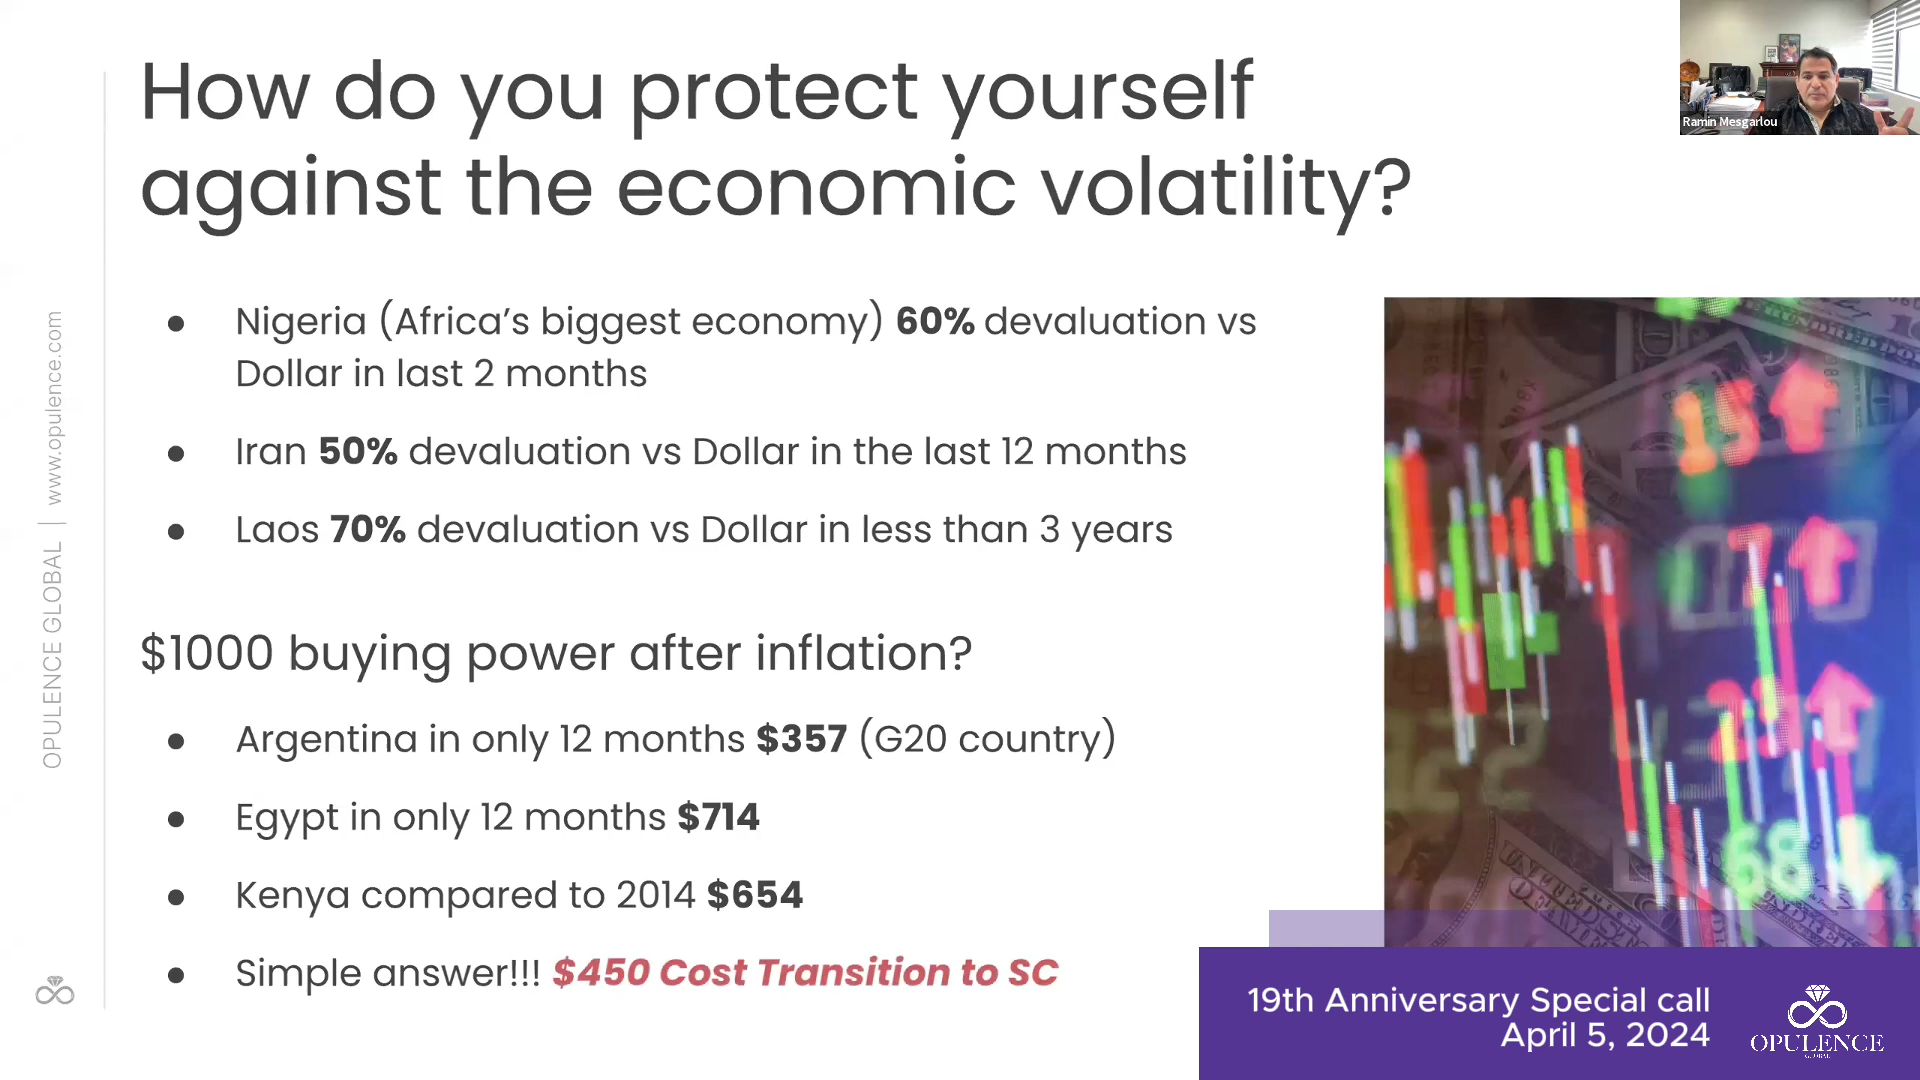 How do you protect yourself
against the economic volatility?
Ramin Mesgarlou
● Nigeria (Africa's biggest economy) 60% devaluation vs
Dollar in last 2 months
● Iran 50% devaluation vs Dollar in the last 12 months
● Laos 70% devaluation vs Dollar in less than 3 years
$1000 buying power after inflation?
● Argentina in only 12 months $357 (G20 country)
● Egypt in only 12 months $714
● Kenya compared to 2014 $654
● Simple answer!!! $450 Cost Transition to SC
OPULENCE GLOBAL | www.opulence.com
15
68
19th Anniversary Special call
April 5, 2024
OPULENCE
GLOBAL